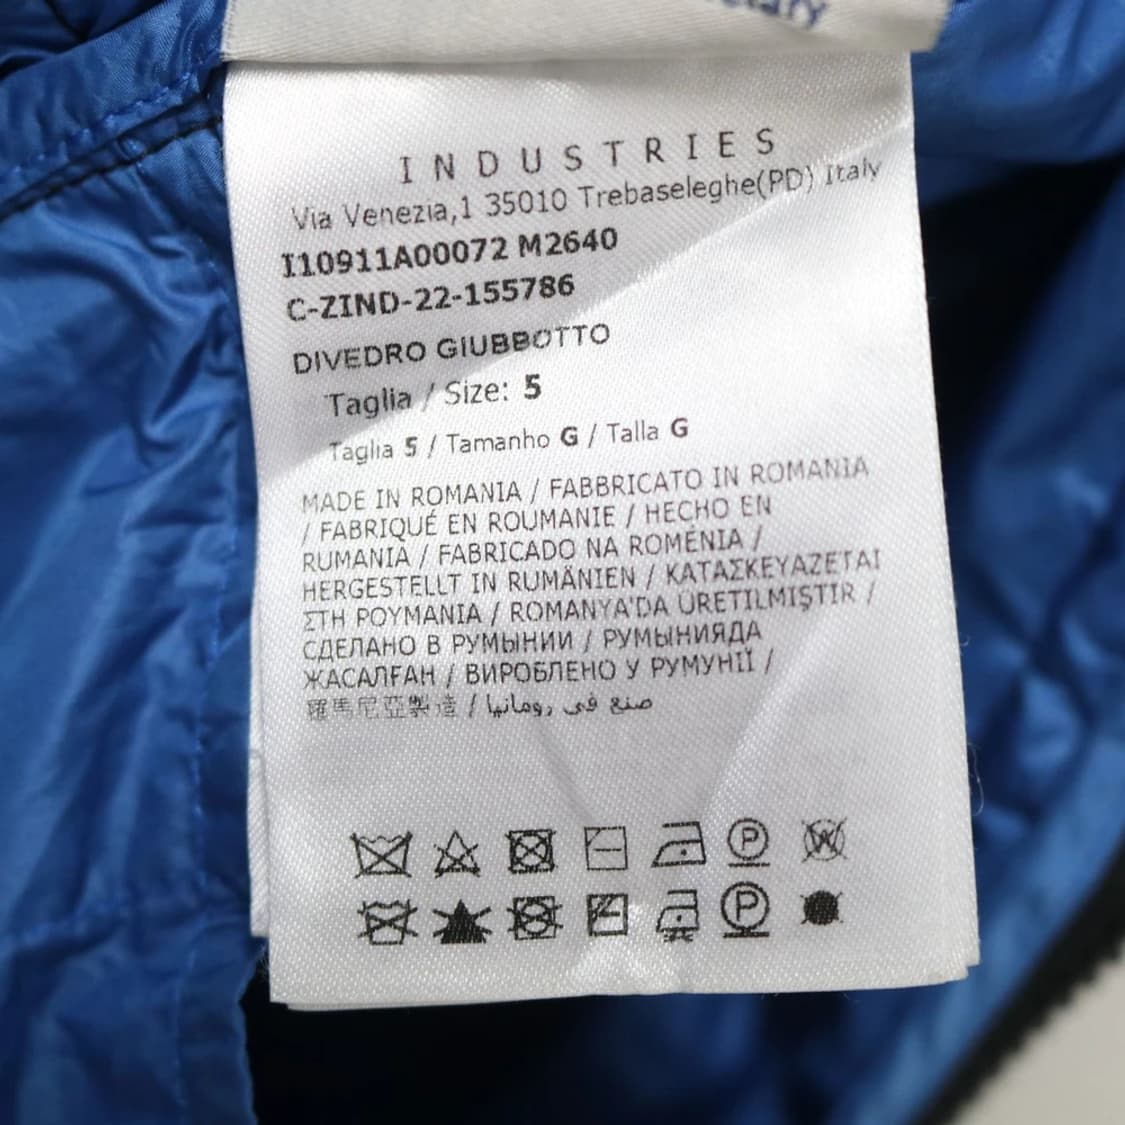 INDUSTRIES
Via Venezia,1 35010 Trebaseleghe(PD) Italy
I10911A00072 M2640
C-ZIND-22-155786
DIVEDRO GIUBBOTTO
Taglia / Size: 5
Taglia 5 / Tamanho G / Talla G
MADE IN ROMANIA / FABBRICATO IN ROMANIA
/ FABRIQUÉ EN ROUMANIE / HECHO EN
RUMANIA / FABRICADO NA ROMÉNIA /
HERGESTELLT IN RUMÄNIEN / ΚΑΤΑΣΚΕΥΑΖΕΤΑΙ
ΣΤΗ ΡΟΥΜΑΝΙΑ / ROMANYA'DA ÜRETILMIŞTIR /
СДЕЛАНО В РУМЫНИИ / РУМЫНИЯДА
ЖАСАЛҒАН / ВИРОБЛЕНО У РУМУНІЇ /
羅馬尼亞製造 / صنع في رومانيا
P W
P